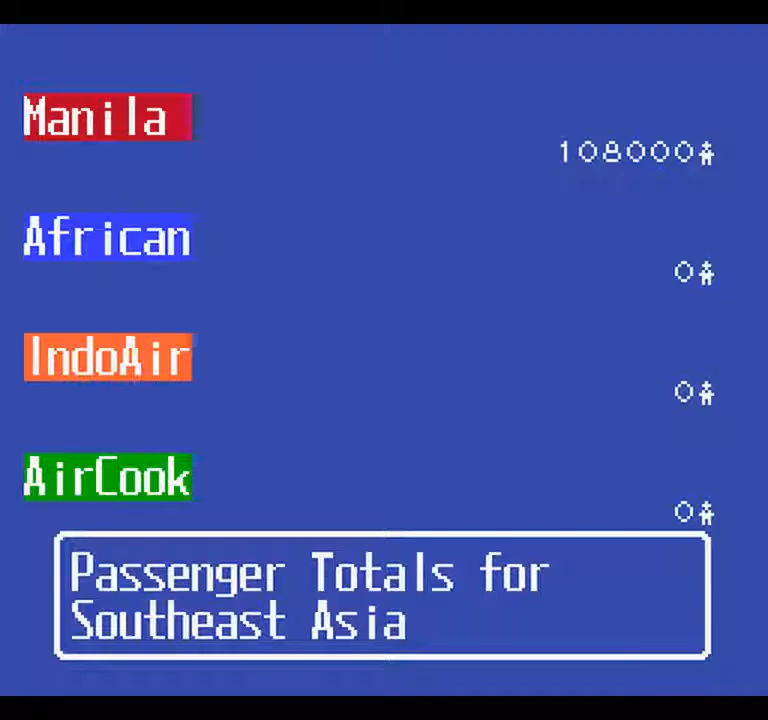 Manila
108000
African
0
IndoAir
0
AirCook
0
Passenger Totals for
Southeast Asia